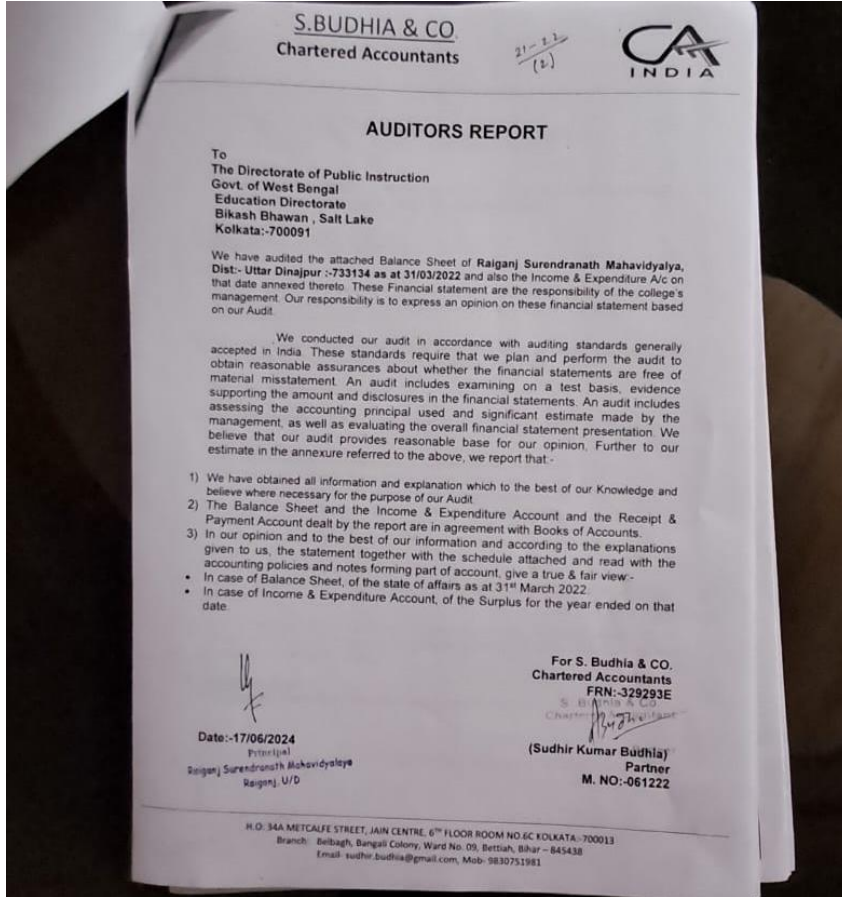 S.BUDHIA & CO.
Chartered Accountants
21-22
(2)
CA
INDIA
AUDITORS REPORT
To
The Directorate of Public Instruction
Govt. of West Bengal
Education Directorate
Bikash Bhawan , Salt Lake
Kolkata:-700091
We have audited the attached Balance Sheet of Raiganj Surendranath Mahavidyalya,
Dist:- Uttar Dinajpur :-733134 as at 31/03/2022 and also the Income & Expenditure A/c on
that date annexed thereto. These Financial statement are the responsibility of the college's
management. Our responsibility is to express an opinion on these financial statement based
on our Audit.
We conducted our audit in accordance with auditing standards generally
accepted in India. These standards require that we plan and perform the audit to
obtain reasonable assurances about whether the financial statements are free of
material misstatement. An audit includes examining on a test basis, evidence
supporting the amount and disclosures in the financial statements. An audit includes
assessing the accounting principal used and significant estimate made by the
management, as well as evaluating the overall financial statement presentation. We
believe that our audit provides reasonable base for our opinion. Further to our
estimate in the annexure referred to the above, we report that:-
1) We have obtained all information and explanation which to the best of our Knowledge and
believe where necessary for the purpose of our Audit.
2) The Balance Sheet and the Income & Expenditure Account and the Receipt &
Payment Account dealt by the report are in agreement with Books of Accounts.
3) In our opinion and to the best of our information and according to the explanations
given to us, the statement together with the schedule attached and read with the
accounting policies and notes forming part of account, give a true & fair view:-
• In case of Balance Sheet, of the state of affairs as at 31st March 2022.
• In case of Income & Expenditure Account, of the Surplus for the year ended on that
date.
For S. Budhia & CO.
Chartered Accountants
FRN:-329293E
S. Budhia & Co.
Chartered Accountant
Date:-17/06/2024
Principal
Raiganj Surendranath Mahavidyalaya
Raiganj, U/D
(Sudhir Kumar Budhia)
Partner
M. NO:-061222
H.O: 34A METCALFE STREET, JAIN CENTRE, 6TH FLOOR ROOM NO.6C KOLKATA:-700013
Branch: Belbagh, Bangali Colony, Ward No. 09, Bettiah, Bihar – 845438
Email- sudhir.budhia@gmail.com, Mob- 9830751981